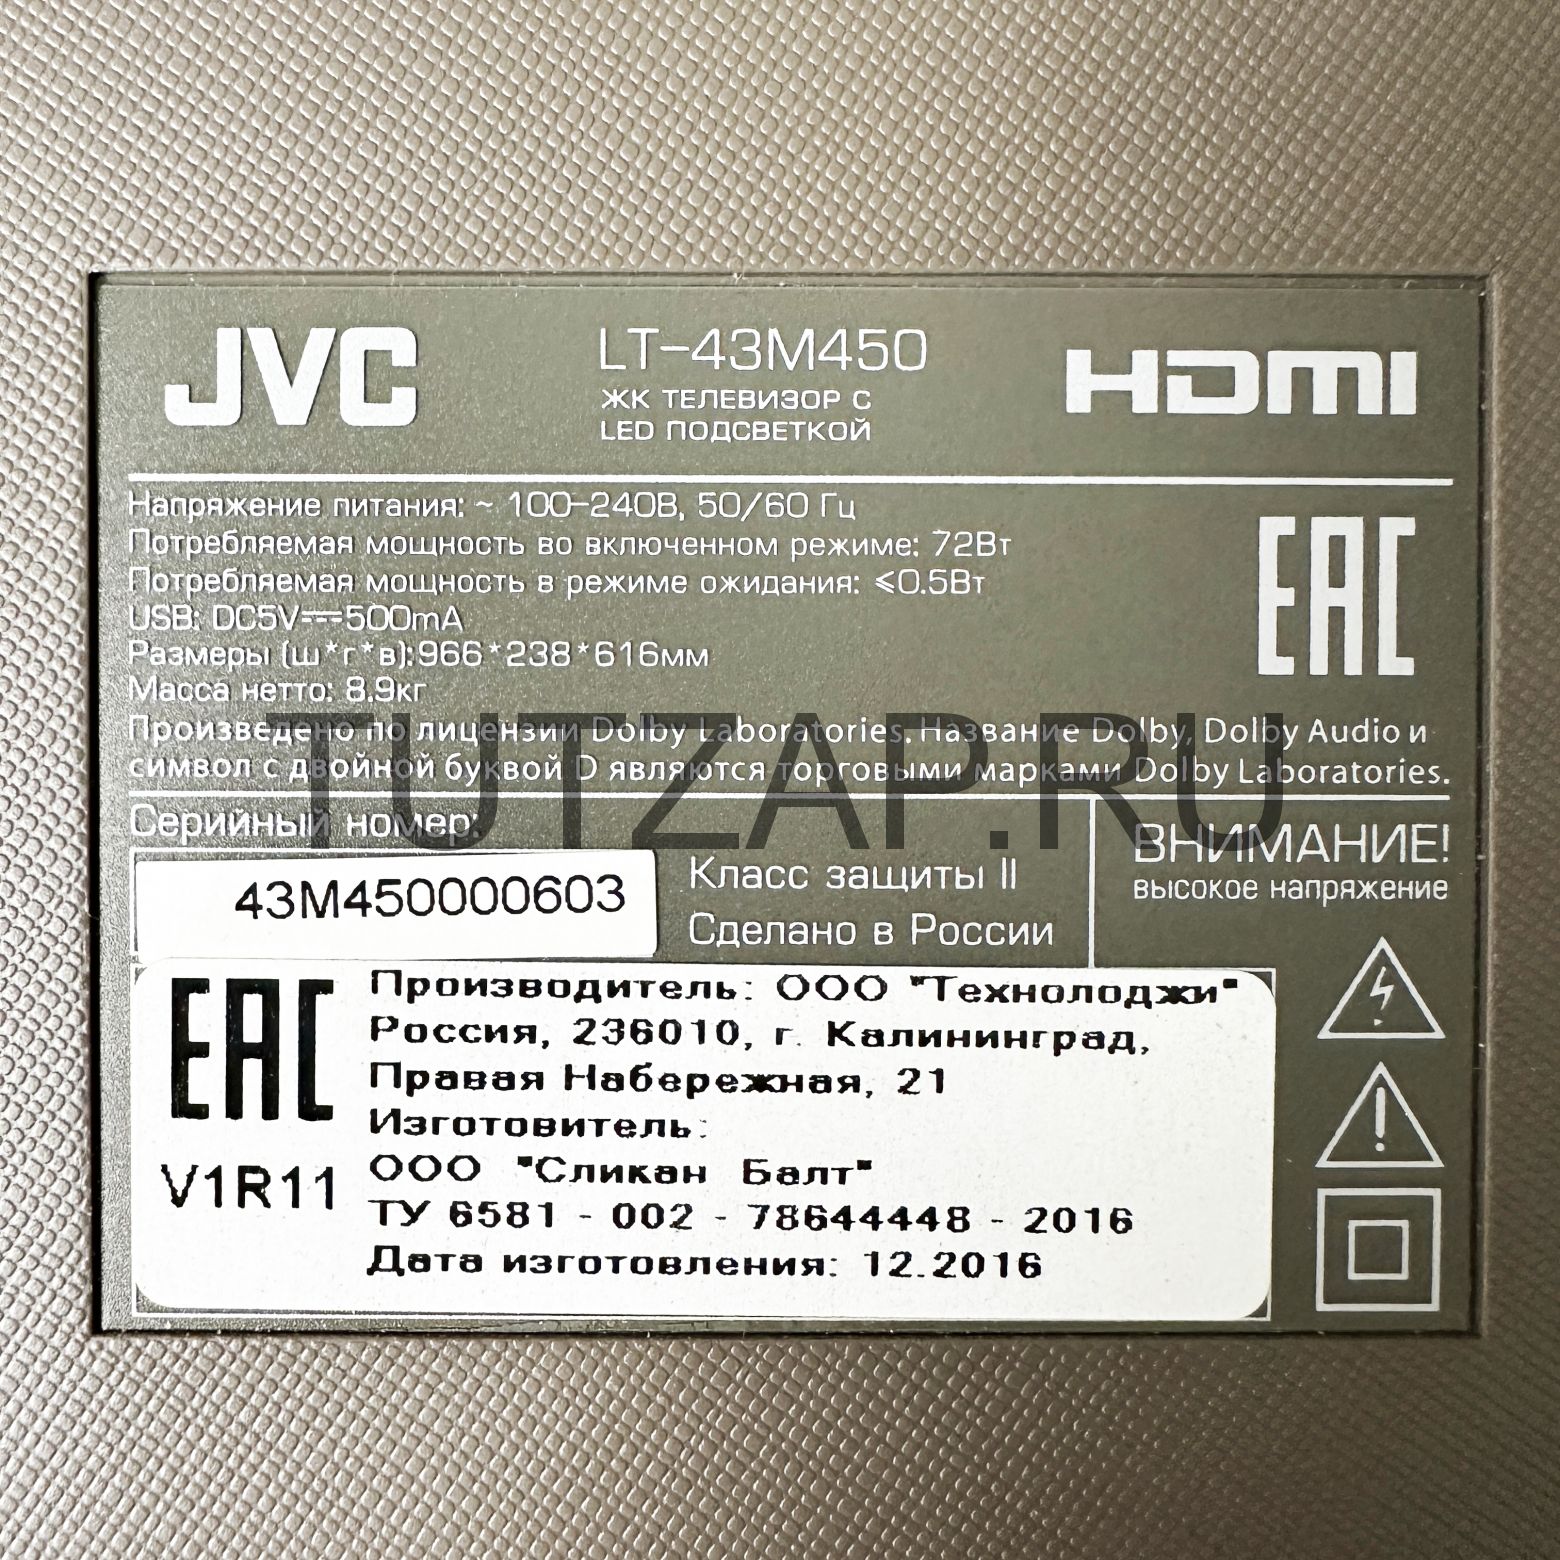 JVC
LT-43M450
ЖК ТЕЛЕВИЗОР С
LED ПОДСВЕТКОЙ
HDMI
Напряжение питания: ~ 100-240В, 50/60 Гц
Потребляемая мощность во включенном режиме: 72Вт
Потребляемая мощность в режиме ожидания: ≤0.5Вт
USB: DC5V⎓500mA
Размеры (ш*г*в):966*238*616мм
Масса нетто: 8.9кг
EAC
Произведено по лицензии Dolby Laboratories. Название Dolby, Dolby Audio и
символ с двойной буквой D являются торговыми марками Dolby Laboratories.
TUTZAP.RU
Серийный номер:
43M450000603
Класс защиты II
Сделано в России
ВНИМАНИЕ!
высокое напряжение
EAC
V1R11
Производитель: ООО "Технолоджи"
Россия, 236010, г. Калининград,
Правая Набережная, 21
Изготовитель:
ООО "Сликан Балт"
ТУ 6581 - 002 - 78644448 - 2016
Дата изготовления: 12.2016